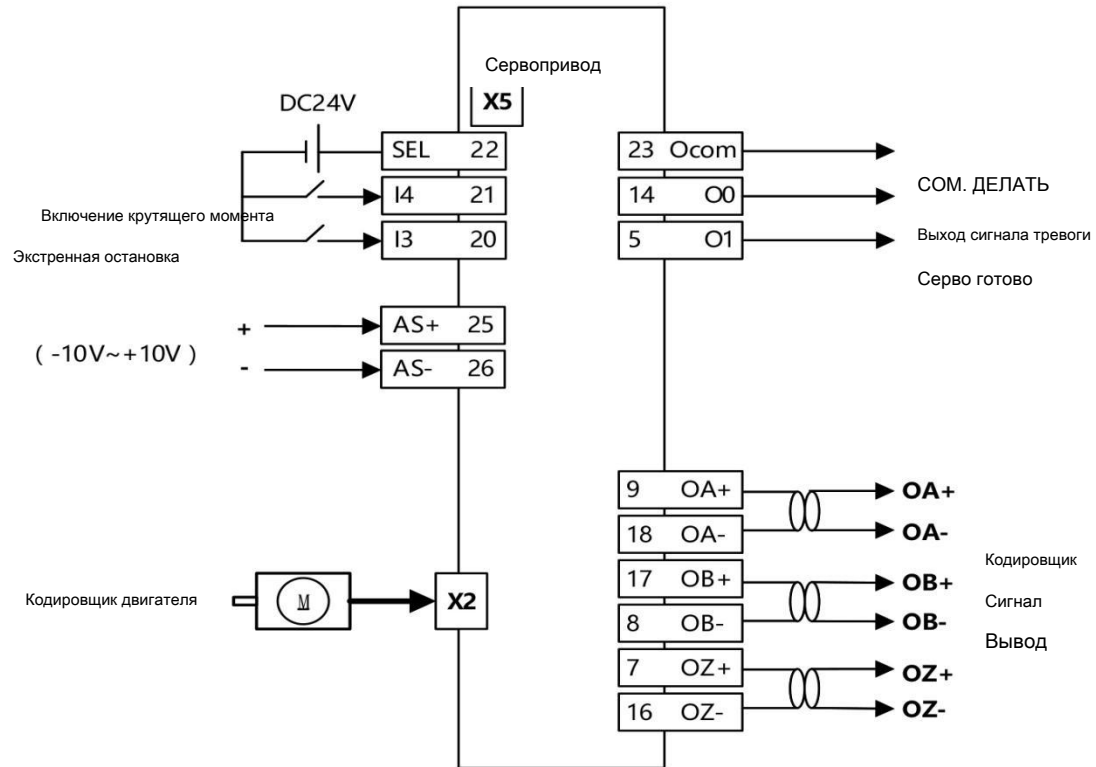 Сервопривод
X5
DC24V
SEL 22
I4 21
I3 20
Включение крутящего момента
Экстренная остановка
23 Ocom
14 O0
5 O1
COM. ДЕЛАТЬ
Выход сигнала тревоги
Серво готово
+
AS+ 25
( -10V~+10V )
-
AS- 26
9 OA+
OA+
18 OA-
OA-
17 OB+
OB+
8 OB-
OB-
7 OZ+
OZ+
16 OZ-
OZ-
Кодировщик
Сигнал
Вывод
Кодировщик двигателя
M
X2